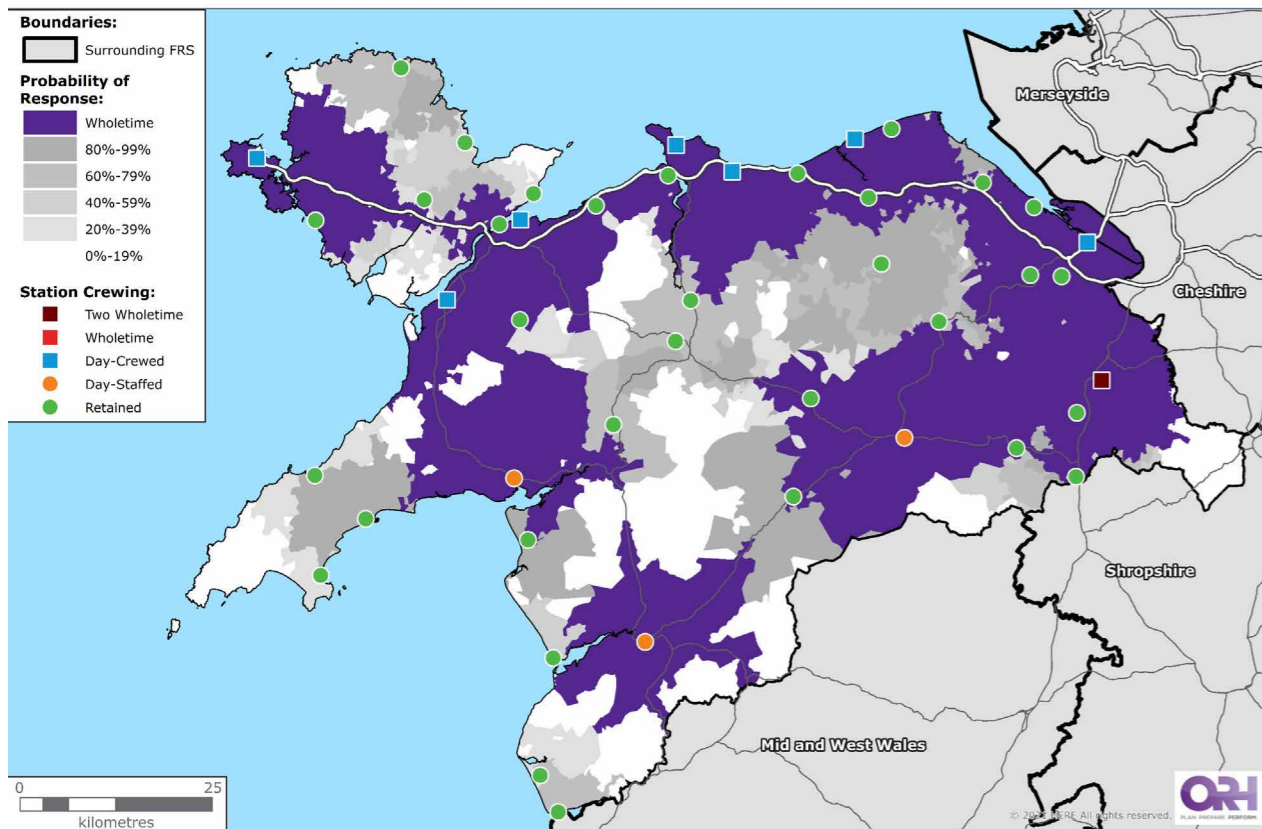 Boundaries:
Surrounding FRS
Probability of
Response:
Wholetime
80%-99%
60%-79%
40%-59%
20%-39%
0%-19%
Station Crewing:
Two Wholetime
Wholetime
Day-Crewed
Day-Staffed
Retained
Merseyside
Cheshire
Shropshire
Mid and West Wales
0 25
kilometres
ORH
PLAN PREPARE PERFORM
HERE All rights reserved.